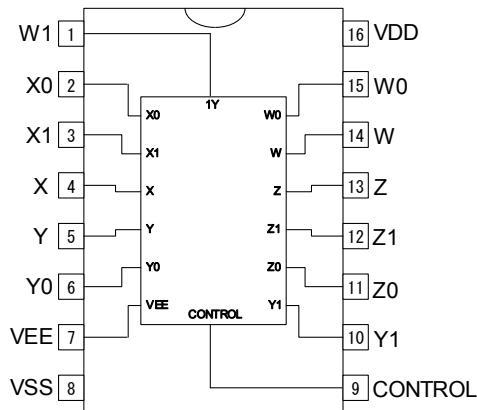 W1 1 16 VDD
X0 2 15 W0
X1 3 14 W
X 4 13 Z
Y 5 12 Z1
Y0 6 11 Z0
VEE 7 10 Y1
VSS 8 9 CONTROL
1Y
X0 W0
X1 W
X Z
Y Z1
Y0 Z0
VEE Y1
CONTROL